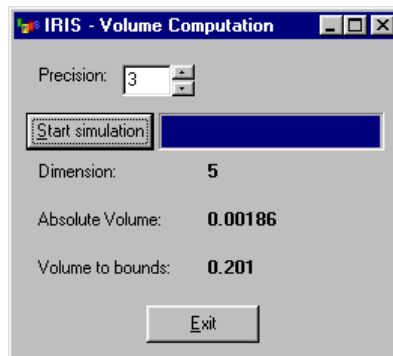 IRIS - Volume Computation
Precision: 3
Start simulation
Dimension: 5
Absolute Volume: 0.00186
Volume to bounds: 0.201
Exit